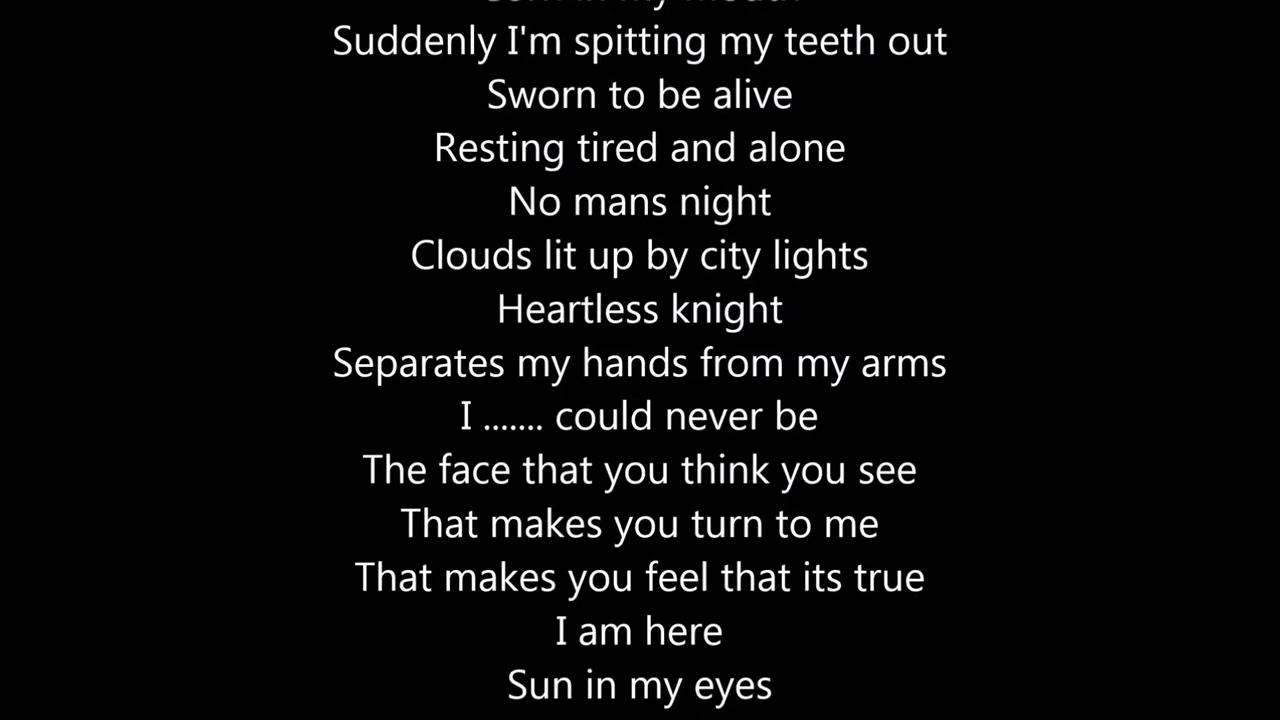 Suddenly I'm spitting my teeth out
Sworn to be alive
Resting tired and alone
No mans night
Clouds lit up by city lights
Heartless knight
Separates my hands from my arms
I ....... could never be
The face that you think you see
That makes you turn to me
That makes you feel that its true
I am here
Sun in my eyes